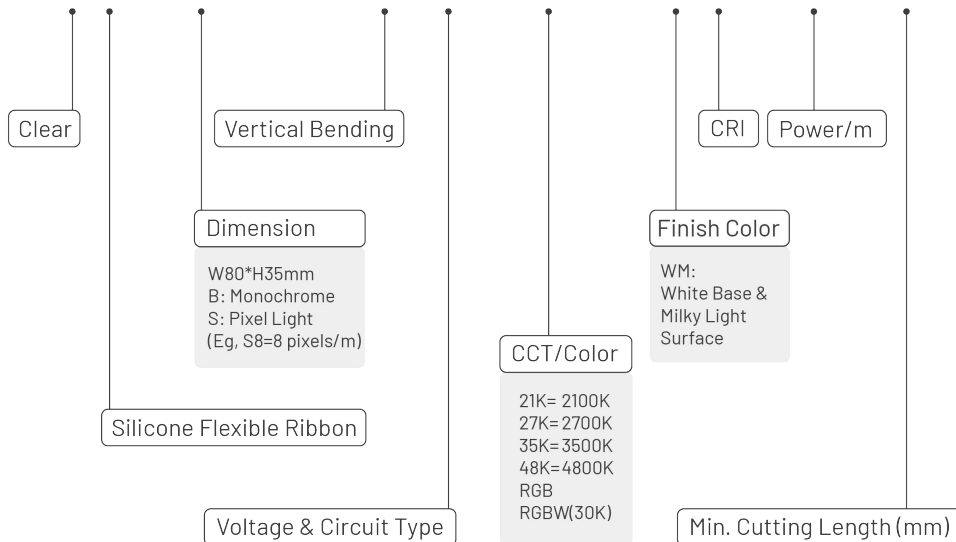 Clear
Vertical Bending
CRI
Power/m
Dimension
W80*H35mm
B: Monochrome
S: Pixel Light
(Eg, S8=8 pixels/m)
Finish Color
WM:
White Base &
Milky Light
Surface
CCT/Color
21K= 2100K
27K=2700K
35K=3500K
48K=4800K
RGB
RGBW(30K)
Silicone Flexible Ribbon
Voltage & Circuit Type
Min. Cutting Length (mm)